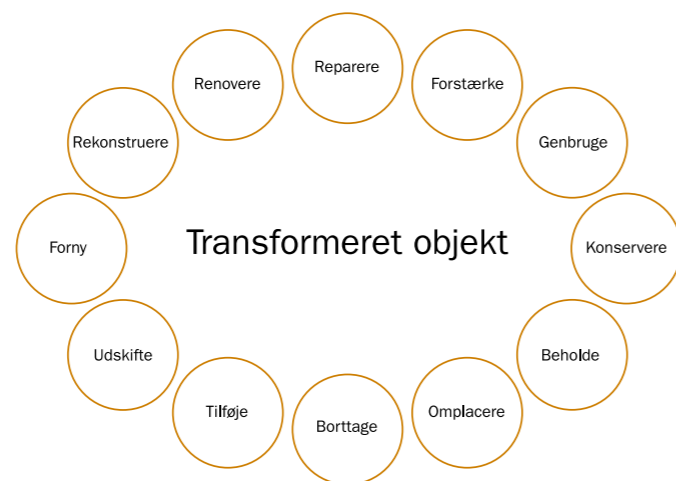 Reparere
Forstærke
Genbruge
Konservere
Beholde
Omplacere
Borttage
Tilføje
Udskifte
Forny
Rekonstruere
Renovere
Transformeret objekt